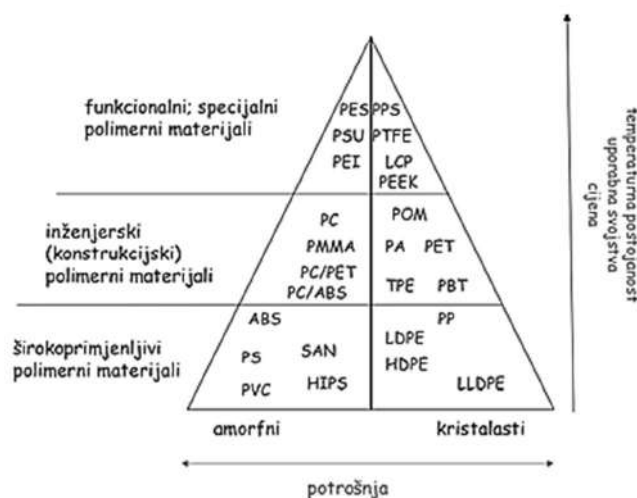 funkcionalni; specijalni
polimerni materijali
PES PPS
PSU PTFE
PEI LCP
PEEK
inženjerski
(konstrukcijski)
polimerni materijali
PC POM
PMMA PA PET
PC/PET
PC/ABS TPE PBT
širokoprimjenljivi
polimerni materijali
ABS PP
PS SAN LDPE
HDPE
PVC HIPS LLDPE
amorfni kristalasti
potrošnja
temperaturna postojanost
uporabna svojstva
cijena